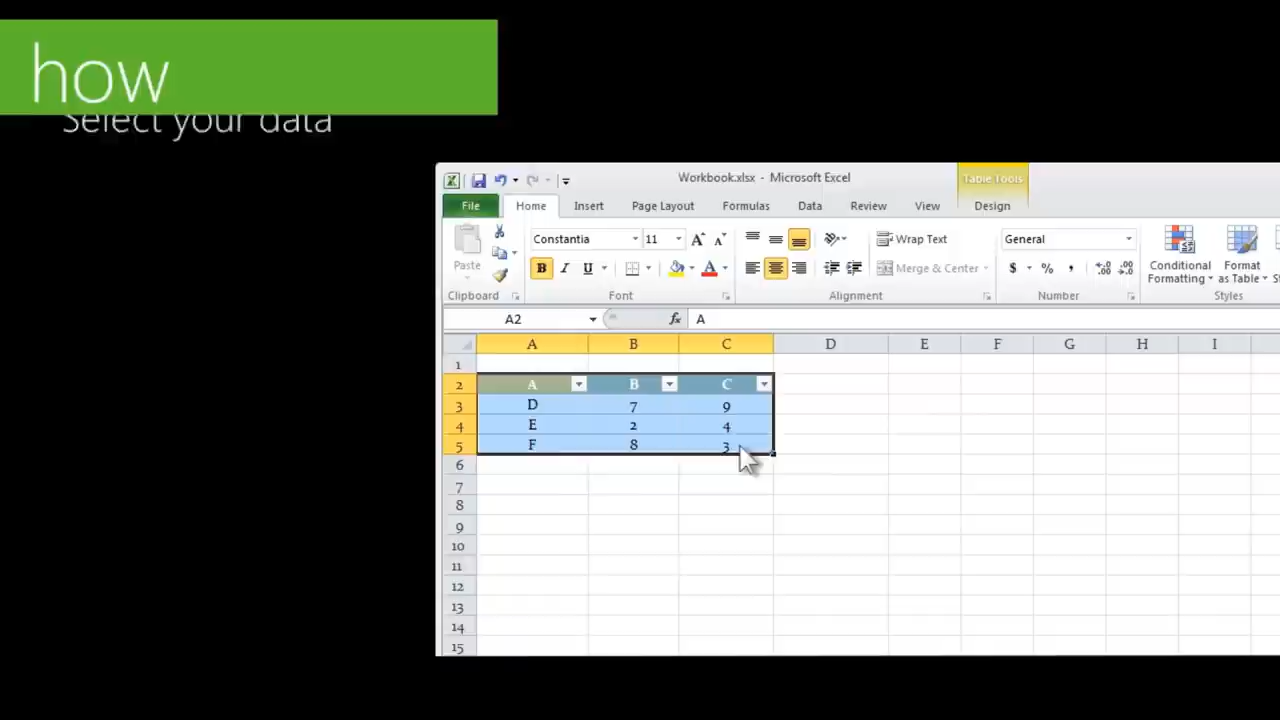 how
Select your data
Workbook.xlsx - Microsoft Excel
Table Tools
File Home Insert Page Layout Formulas Data Review View Design
Paste
Constantia 11 A A
Wrap Text
General
B I U A
Merge & Center
$ % , .00 .00
Conditional Formatting
Format as Table
Clipboard Font Alignment Number Styles
A2 fx A
A B C D E F G H I
1
2 A B C
3 D 7 9
4 E 2 4
5 F 8 3
6
7
8
9
10
11
12
13
14
15